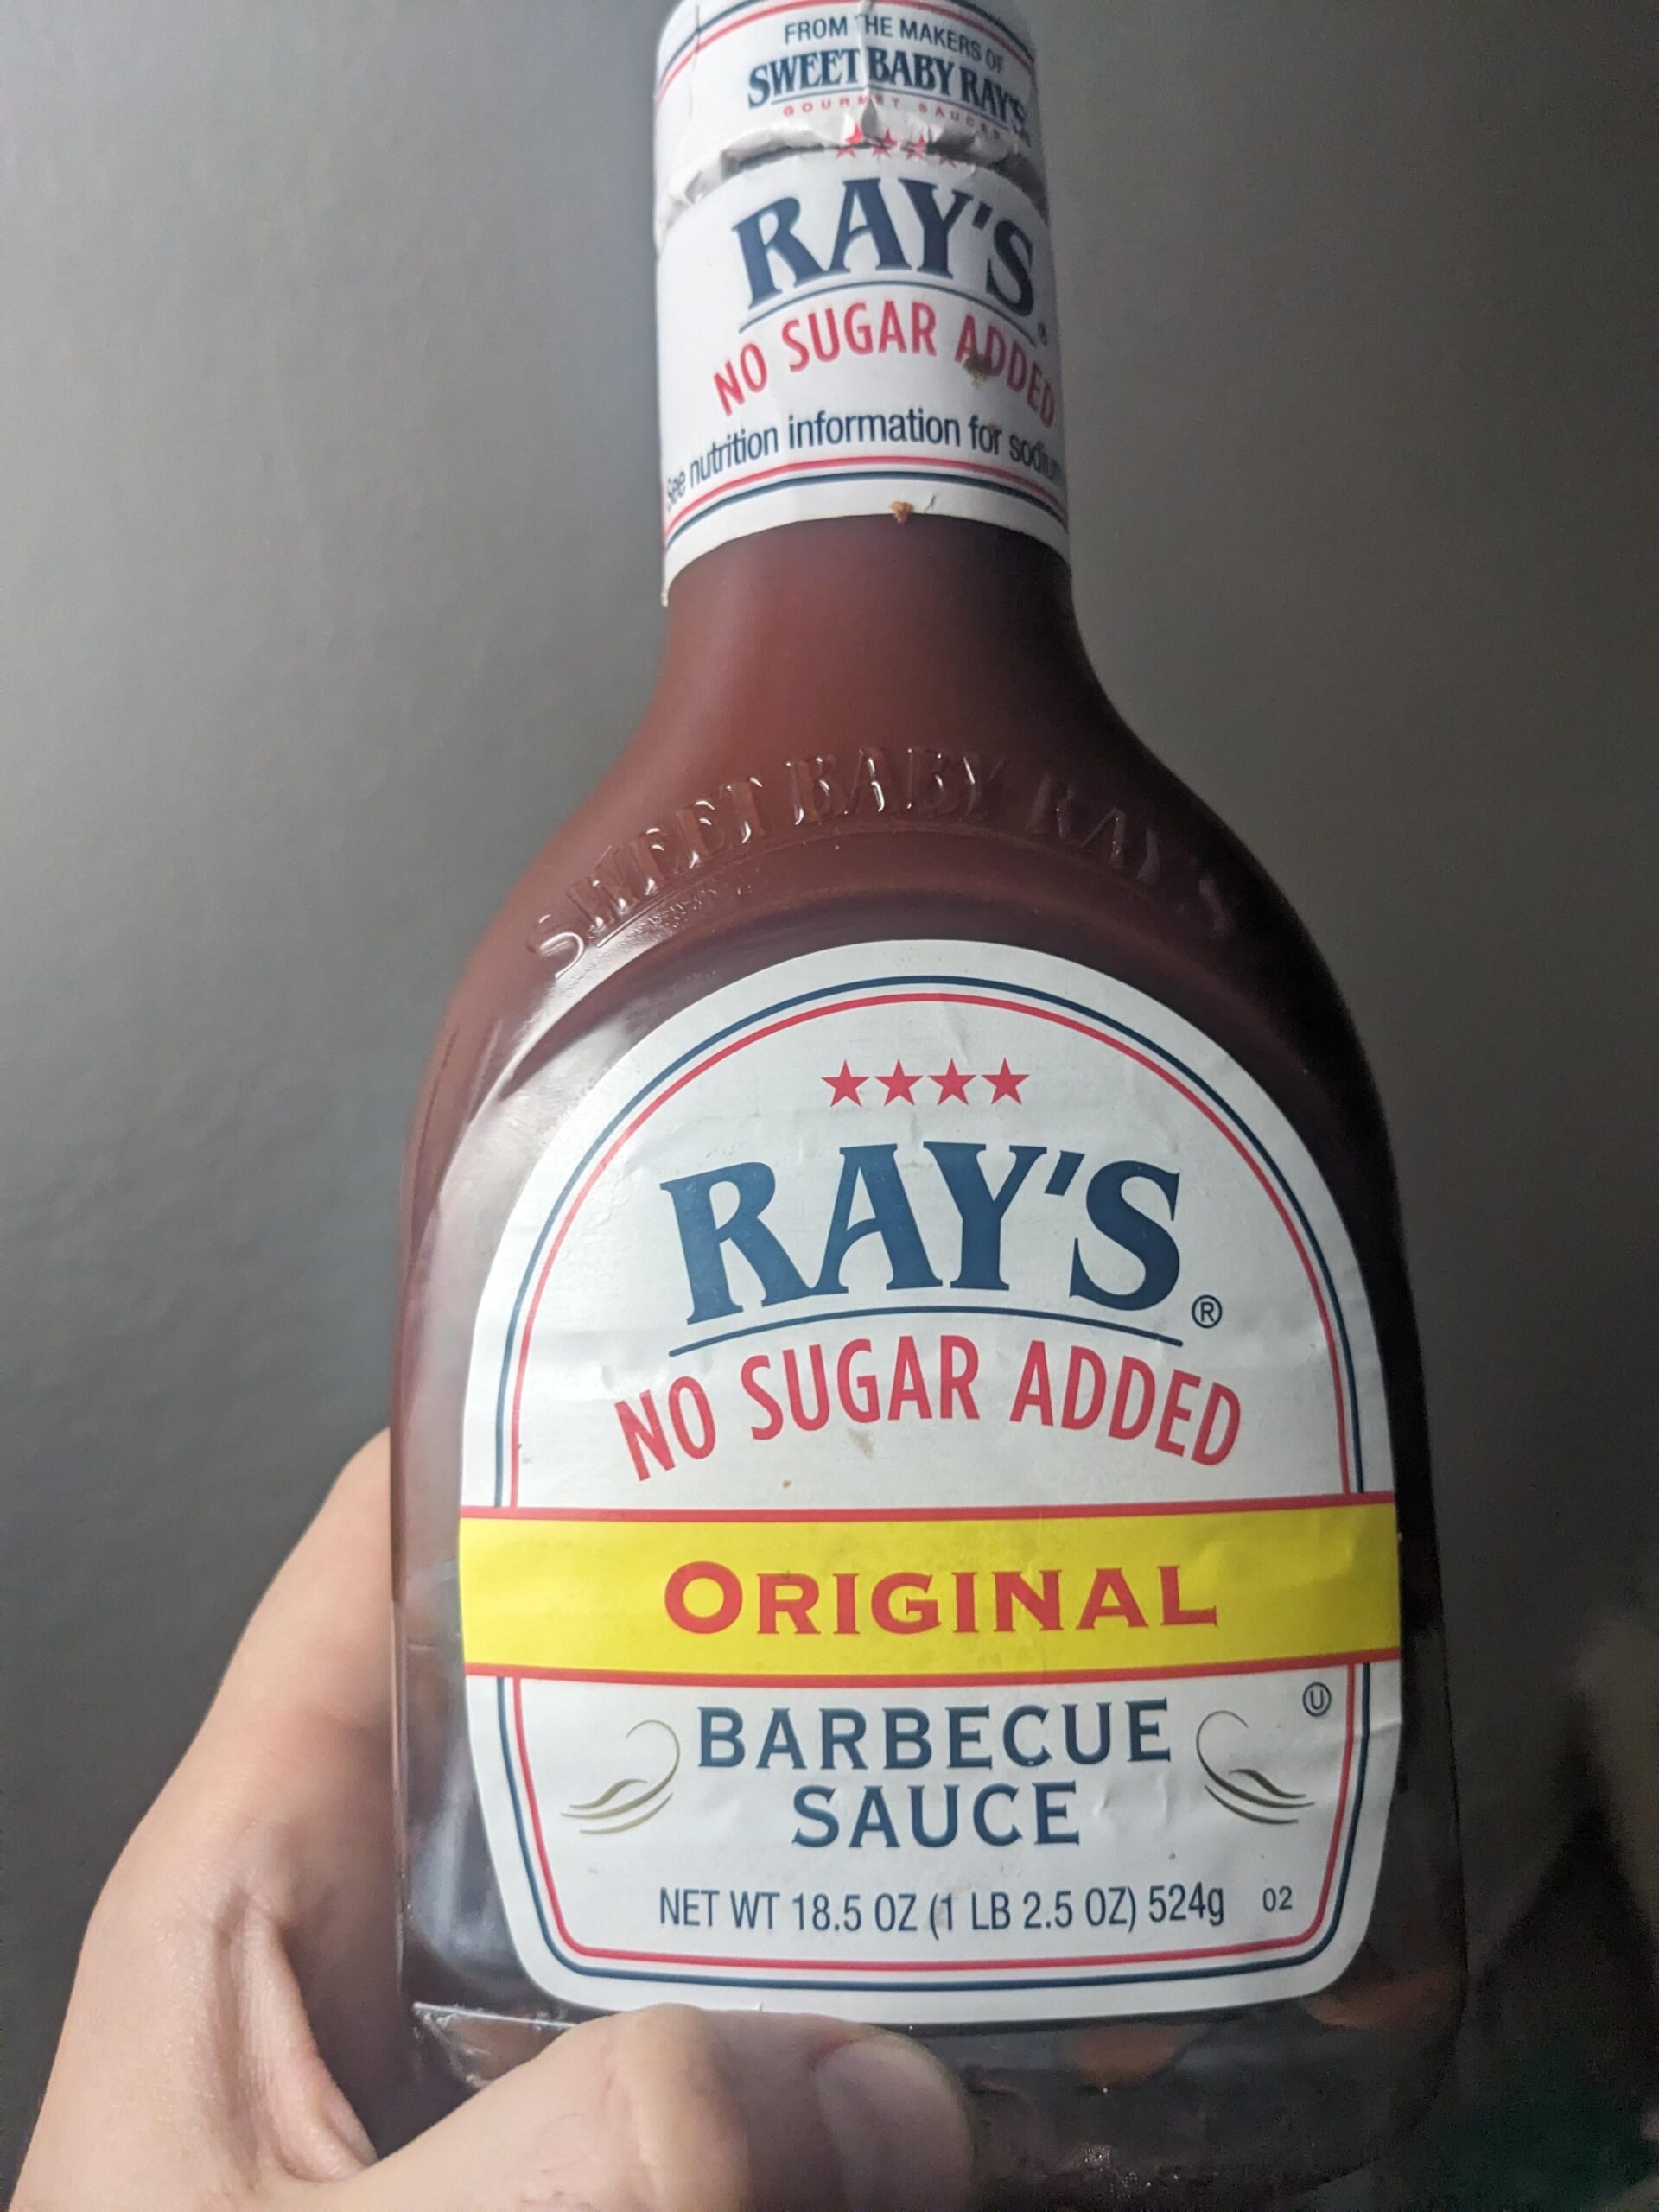 FROM THE MAKERS OF
SWEET BABY RAY'S
GOURMET SAUCES
RAY'S
NO SUGAR ADDED
See nutrition information for sodium
SWEET BABY RAY'S
RAY'S®
NO SUGAR ADDED
ORIGINAL
BARBECUE
SAUCE
U
NET WT 18.5 OZ (1 LB 2.5 OZ) 524g 02